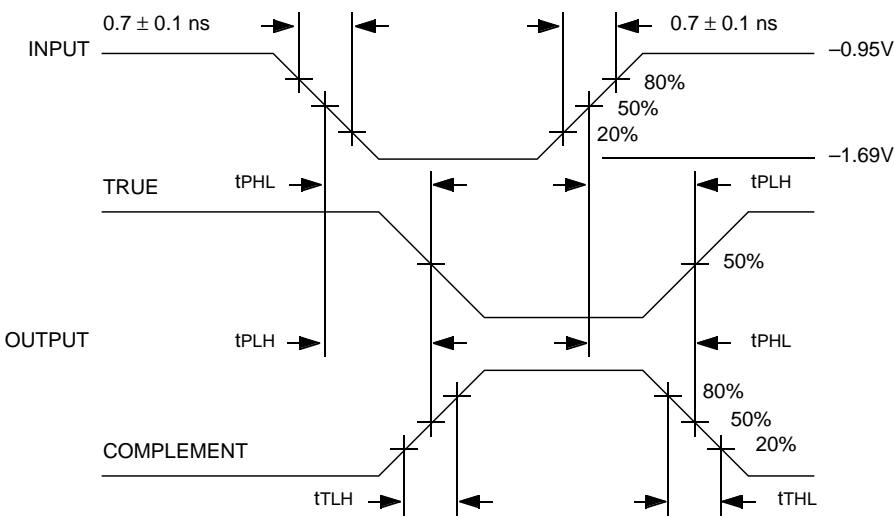 0.7 ± 0.1 ns
0.7 ± 0.1 ns
INPUT
–0.95V
80%
50%
20%
–1.69V
tPHL
tPLH
TRUE
50%
OUTPUT
tPLH
tPHL
80%
50%
20%
COMPLEMENT
tTLH
tTHL